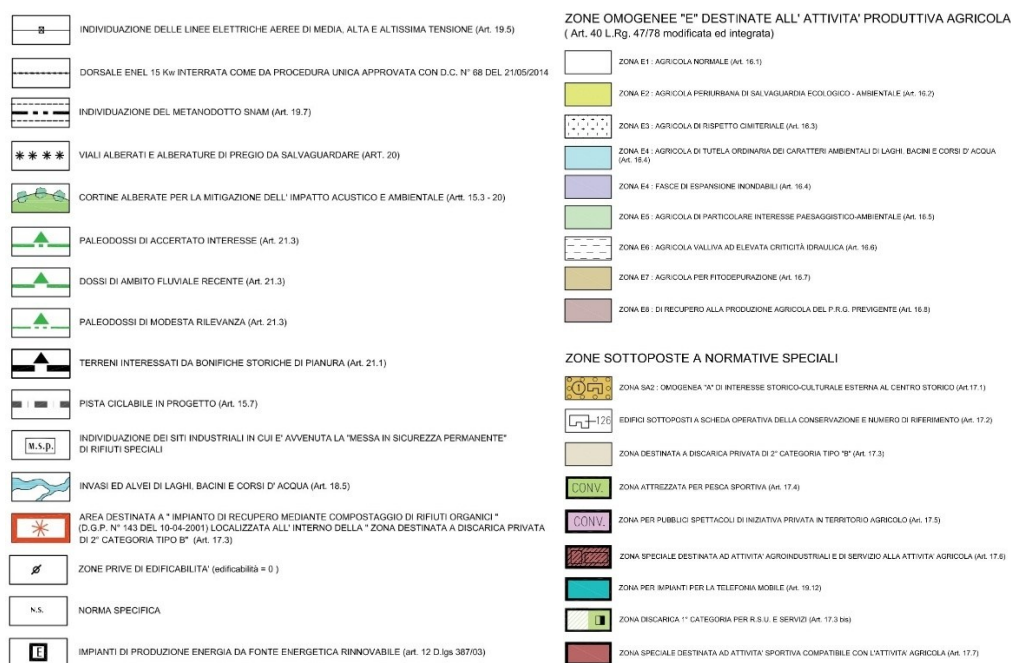 INDIVIDUAZIONE DELLE LINEE ELETTRICHE AEREE DI MEDIA, ALTA E ALTISSIMA TENSIONE (Art. 19.5)
DORSALE ENEL 15 Kw INTERRATA COME DA PROCEDURA UNICA APPROVATA CON D.C. N° 68 DEL 21/05/2014
INDIVIDUAZIONE DEL METANODOTTO SNAM (Art. 19.7)
VIALI ALBERATI E ALBERATURE DI PREGIO DA SALVAGUARDARE (ART. 20)
CORTINE ALBERATE PER LA MITIGAZIONE DELL' IMPATTO ACUSTICO E AMBIENTALE (Artt. 15.3 - 20)
PALEODOSSI DI ACCERTATO INTERESSE (Art. 21.3)
DOSSI DI AMBITO FLUVIALE RECENTE (Art. 21.3)
PALEODOSSI DI MODESTA RILEVANZA (Art. 21.3)
TERRENI INTERESSATI DA BONIFICHE STORICHE DI PIANURA (Art. 21.1)
PISTA CICLABILE IN PROGETTO (Art. 15.7)
M.S.P.
INDIVIDUAZIONE DEI SITI INDUSTRIALI IN CUI E' AVVENUTA LA "MESSA IN SICUREZZA PERMANENTE"
DI RIFIUTI SPECIALI
INVASI ED ALVEI DI LAGHI, BACINI E CORSI D' ACQUA (Art. 18.5)
AREA DESTINATA A " IMPIANTO DI RECUPERO MEDIANTE COMPOSTAGGIO DI RIFIUTI ORGANICI "
(D.G.P. N° 143 DEL 10-04-2001) LOCALIZZATA ALL' INTERNO DELLA " ZONA DESTINATA A DISCARICA PRIVATA
DI 2° CATEGORIA TIPO B" (Art. 17.3)
ZONE PRIVE DI EDIFICABILITA' (edificabilità = 0 )
N.S.
NORMA SPECIFICA
E
IMPIANTI DI PRODUZIONE ENERGIA DA FONTE ENERGETICA RINNOVABILE (art. 12 D.lgs 387/03)
ZONE OMOGENEE "E" DESTINATE ALL' ATTIVITA' PRODUTTIVA AGRICOLA
( Art. 40 L.Rg. 47/78 modificata ed integrata)
ZONA E1 : AGRICOLA NORMALE (Art. 16.1)
ZONA E2 : AGRICOLA PERIURBANA DI SALVAGUARDIA ECOLOGICO - AMBIENTALE (Art. 16.2)
ZONA E3 : AGRICOLA DI RISPETTO CIMITERIALE (Art. 16.3)
ZONA E4 : AGRICOLA DI TUTELA ORDINARIA DEI CARATTERI AMBIENTALI DI LAGHI, BACINI E CORSI D' ACQUA
(Art. 16.4)
ZONA E4 : FASCE DI ESPANSIONE INONDABILI (Art. 16.4)
ZONA E5 : AGRICOLA DI PARTICOLARE INTERESSE PAESAGGISTICO-AMBIENTALE (Art. 16.5)
ZONA E6 : AGRICOLA VALLIVA AD ELEVATA CRITICITÀ IDRAULICA (Art. 16.6)
ZONA E7 : AGRICOLA PER FITODEPURAZIONE (Art. 16.7)
ZONA E8 : DI RECUPERO ALLA PRODUZIONE AGRICOLA DEL P.R.G. PREVIGENTE (Art. 16.8)
ZONE SOTTOPOSTE A NORMATIVE SPECIALI
1
ZONA SA2 : OMOGENEA "A" DI INTERESSE STORICO-CULTURALE ESTERNA AL CENTRO STORICO (Art.17.1)
126
EDIFICI SOTTOPOSTI A SCHEDA OPERATIVA DELLA CONSERVAZIONE E NUMERO DI RIFERIMENTO (Art. 17.2)
ZONA DESTINATA A DISCARICA PRIVATA DI 2° CATEGORIA TIPO "B" (Art. 17.3)
CONV.
ZONA ATTREZZATA PER PESCA SPORTIVA (Art. 17.4)
CONV.
ZONA PER PUBBLICI SPETTACOLI DI INIZIATIVA PRIVATA IN TERRITORIO AGRICOLO (Art. 17.5)
ZONA SPECIALE DESTINATA AD ATTIVITA' AGROINDUSTRIALI E DI SERVIZIO ALLA ATTIVITA' AGRICOLA (Art. 17.6)
ZONA PER IMPIANTI PER LA TELEFONIA MOBILE (Art. 19.12)
ZONA DISCARICA 1° CATEGORIA PER R.S.U. E SERVIZI (Art. 17.3 bis)
ZONA SPECIALE DESTINATA AD ATTIVITA' SPORTIVA COMPATIBILE CON L'ATTIVITA' AGRICOLA (Art. 17.7)